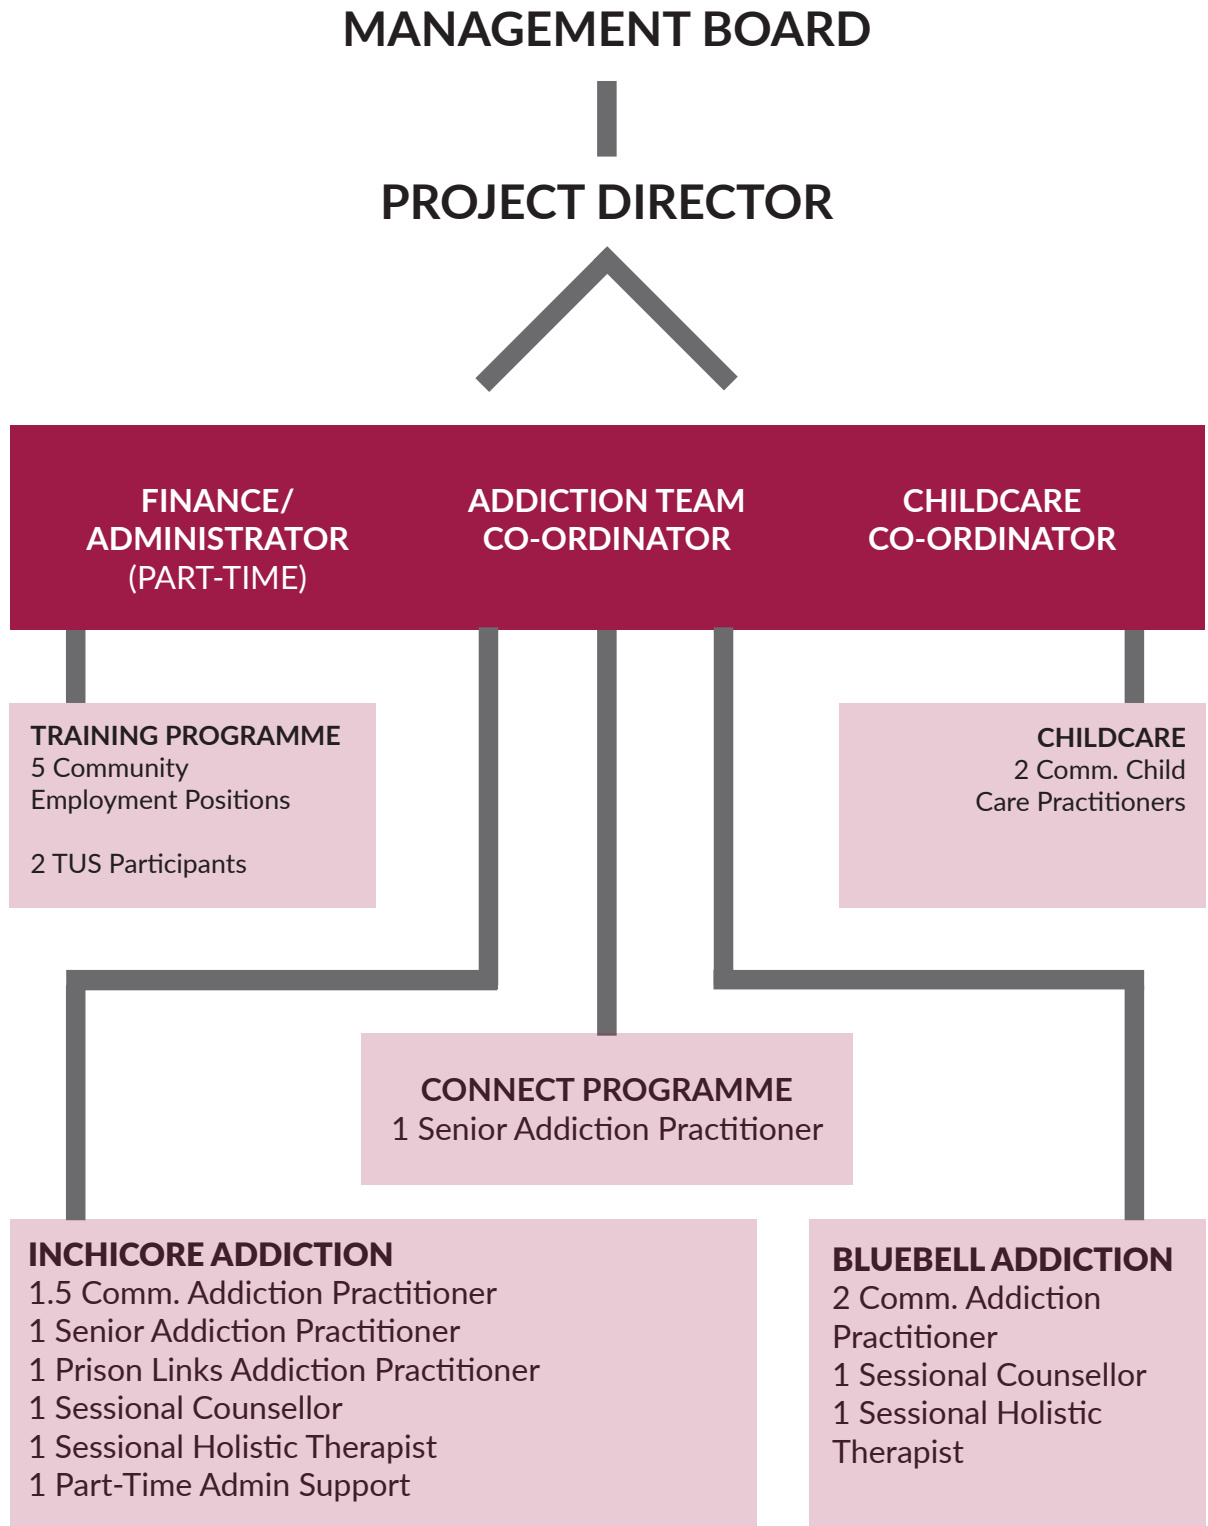 MANAGEMENT BOARD
PROJECT DIRECTOR
FINANCE/
ADMINISTRATOR
(PART-TIME)
ADDICTION TEAM
CO-ORDINATOR
CHILDCARE
CO-ORDINATOR
TRAINING PROGRAMME
5 Community
Employment Positions
2 TUS Participants
CHILDCARE
2 Comm. Child
Care Practitioners
CONNECT PROGRAMME
1 Senior Addiction Practitioner
INCHICORE ADDICTION
1.5 Comm. Addiction Practitioner
1 Senior Addiction Practitioner
1 Prison Links Addiction Practitioner
1 Sessional Counsellor
1 Sessional Holistic Therapist
1 Part-Time Admin Support
BLUEBELL ADDICTION
2 Comm. Addiction
Practitioner
1 Sessional Counsellor
1 Sessional Holistic
Therapist